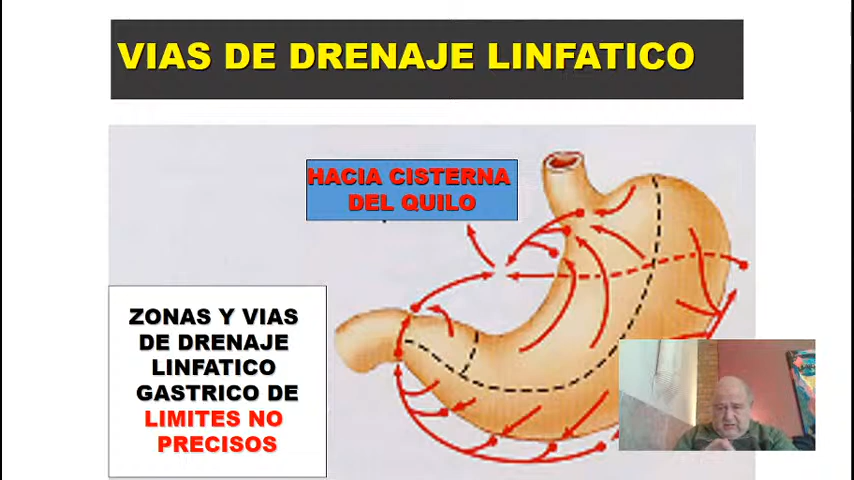 VIAS DE DRENAJE LINFATICO
HACIA CISTERNA
DEL QUILO
ZONAS Y VIAS
DE DRENAJE
LINFATICO
GASTRICO DE
LIMITES NO
PRECISOS